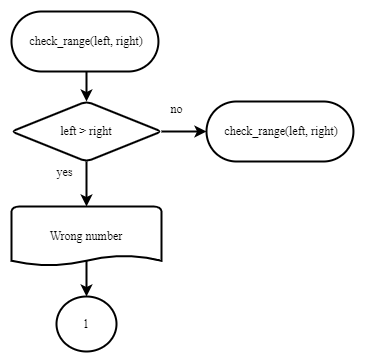 check_range(left, right)
no
left > right
check_range(left, right)
yes
Wrong number
1